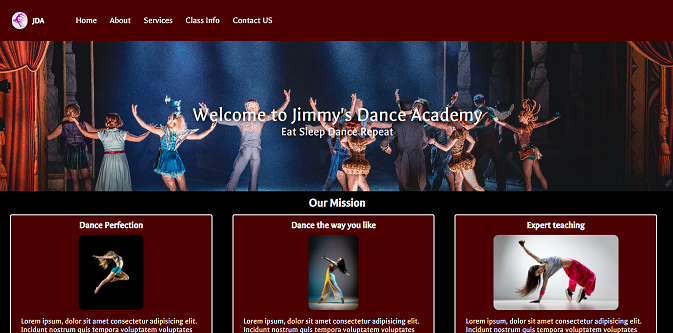 JDA Home About Services Class Info Contact US
Welcome to Jimmy's Dance Academy
Eat Sleep Dance Repeat
Our Mission
Dance Perfection
Lorem ipsum, dolor sit amet consectetur adipisicing elit.
Incidunt nostrum quis tempora voluptatem voluptates
Dance the way you like
Lorem ipsum, dolor sit amet consectetur adipisicing elit.
Incidunt nostrum quis tempora voluptatem voluptates
Expert teaching
Lorem ipsum, dolor sit amet consectetur adipisicing elit.
Incidunt nostrum quis tempora voluptatem voluptates